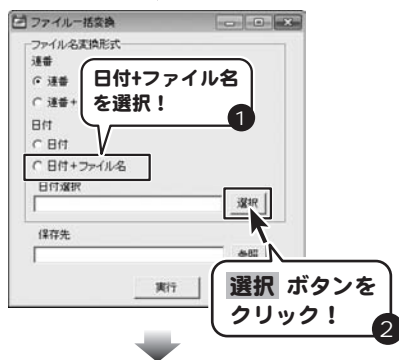 ファイル一括変換
ファイル名変換形式
連番
連番
連番+
日付+ファイル名
を選択！
1
日付
日付
日付+ファイル名
日付選択
選択
保存先
参照
実行
選択 ボタンを
クリック！
2